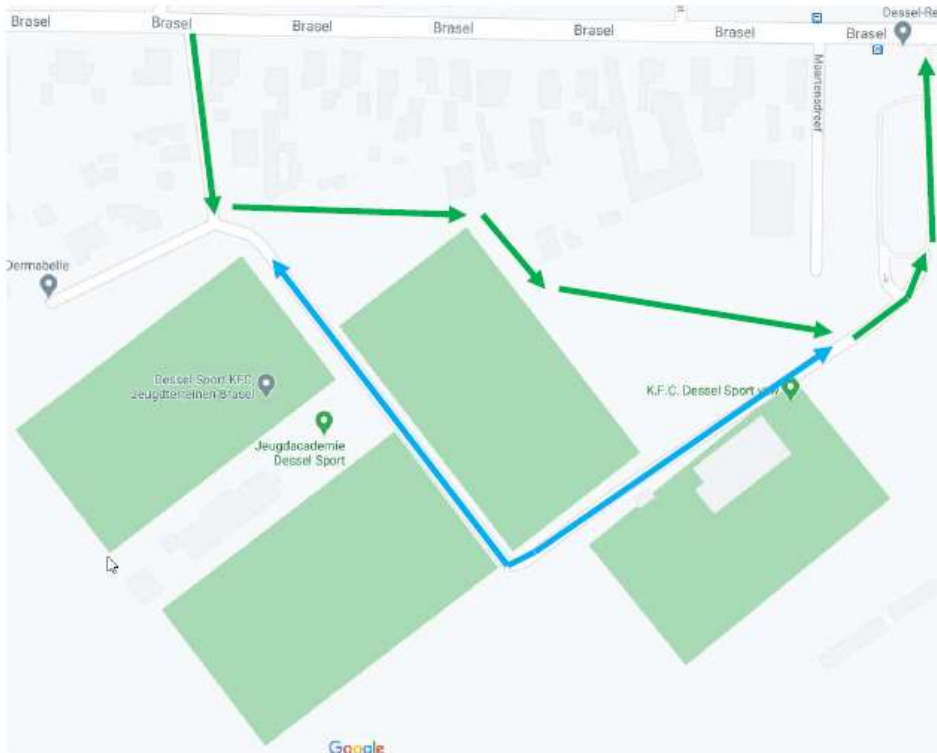 Dessel-Re
Brasel
Brasel
Brasel
Brasel
Brasel
Brasel
Brasel
Maartensdreef
Dermabelle
Dessel Sport KFC,
Jeugdterreinen Brasel
K.F.C. Dessel Sport vzw
Jeugdacademie
Dessel Sport
Google